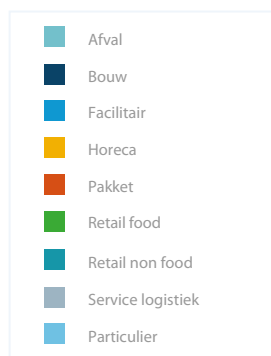 Afval
Bouw
Facilitair
Horeca
Pakket
Retail food
Retail non food
Service logistiek
Particulier